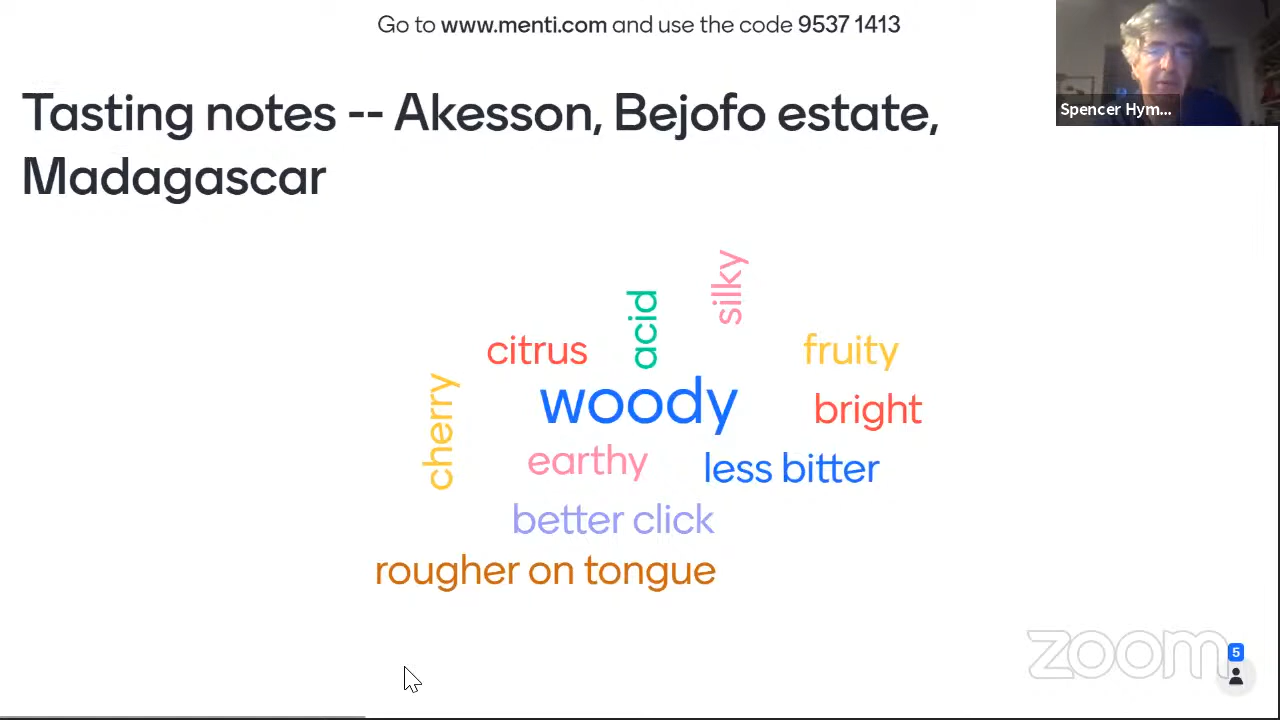 Go to www.menti.com and use the code 9537 1413
Spencer Hym...
Tasting notes -- Akesson, Bejofo estate,
Madagascar
silky
acid
citrus
fruity
cherry
woody
bright
earthy
less bitter
better click
rougher on tongue
zoom
5